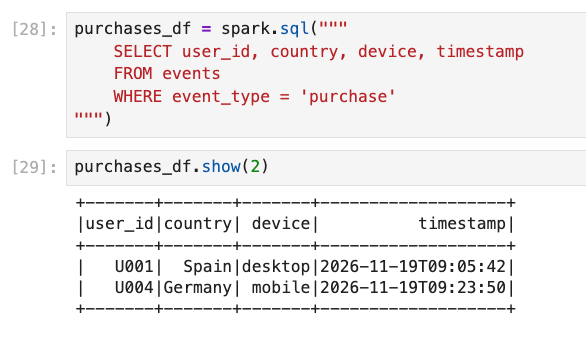 [28]: purchases_df = spark.sql("""
    SELECT user_id, country, device, timestamp
    FROM events
    WHERE event_type = 'purchase'
""")
[29]: purchases_df.show(2)
+-------+-------+-------+-------------------+
|user_id|country| device|          timestamp|
+-------+-------+-------+-------------------+
|   U001|  Spain|desktop|2026-11-19T09:05:42|
|   U004|Germany| mobile|2026-11-19T09:23:50|
+-------+-------+-------+-------------------+